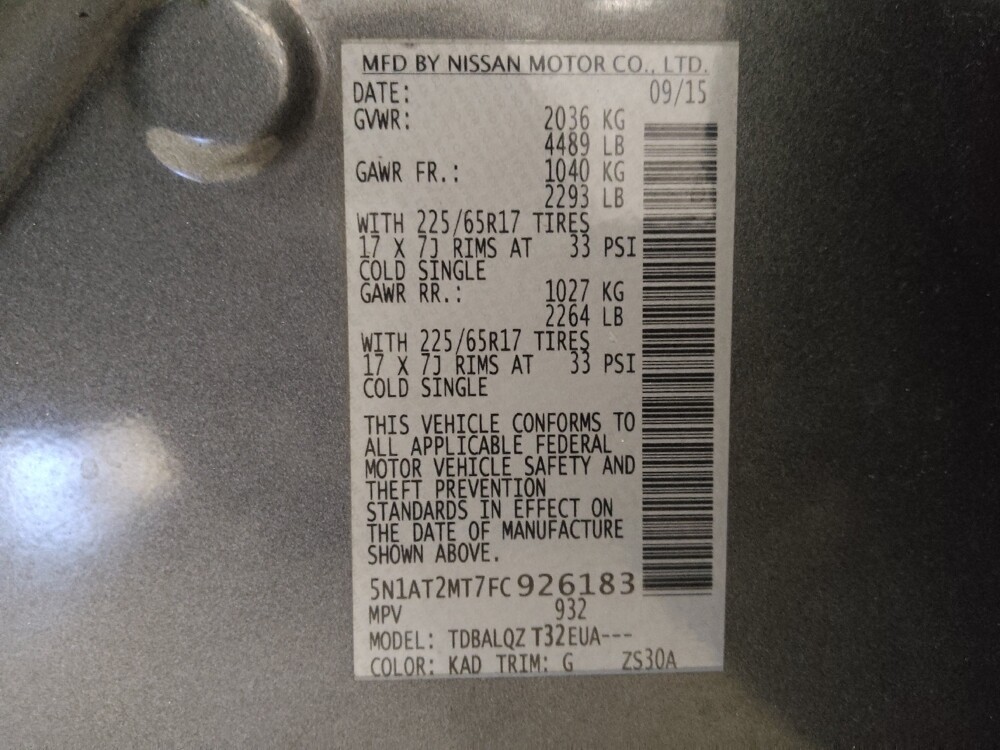 MFD BY NISSAN MOTOR CO., LTD.
DATE: 09/15
GVWR: 2036 KG
4489 LB
GAWR FR.: 1040 KG
2293 LB
WITH 225/65R17 TIRES
17 X 7J RIMS AT 33 PSI
COLD SINGLE
GAWR RR.: 1027 KG
2264 LB
WITH 225/65R17 TIRES
17 X 7J RIMS AT 33 PSI
COLD SINGLE
THIS VEHICLE CONFORMS TO
ALL APPLICABLE FEDERAL
MOTOR VEHICLE SAFETY AND
THEFT PREVENTION
STANDARDS IN EFFECT ON
THE DATE OF MANUFACTURE
SHOWN ABOVE.
5N1AT2MT7FC926183
MPV 932
MODEL: TDBALQZ T32EUA---
COLOR: KAD TRIM: G ZS30A